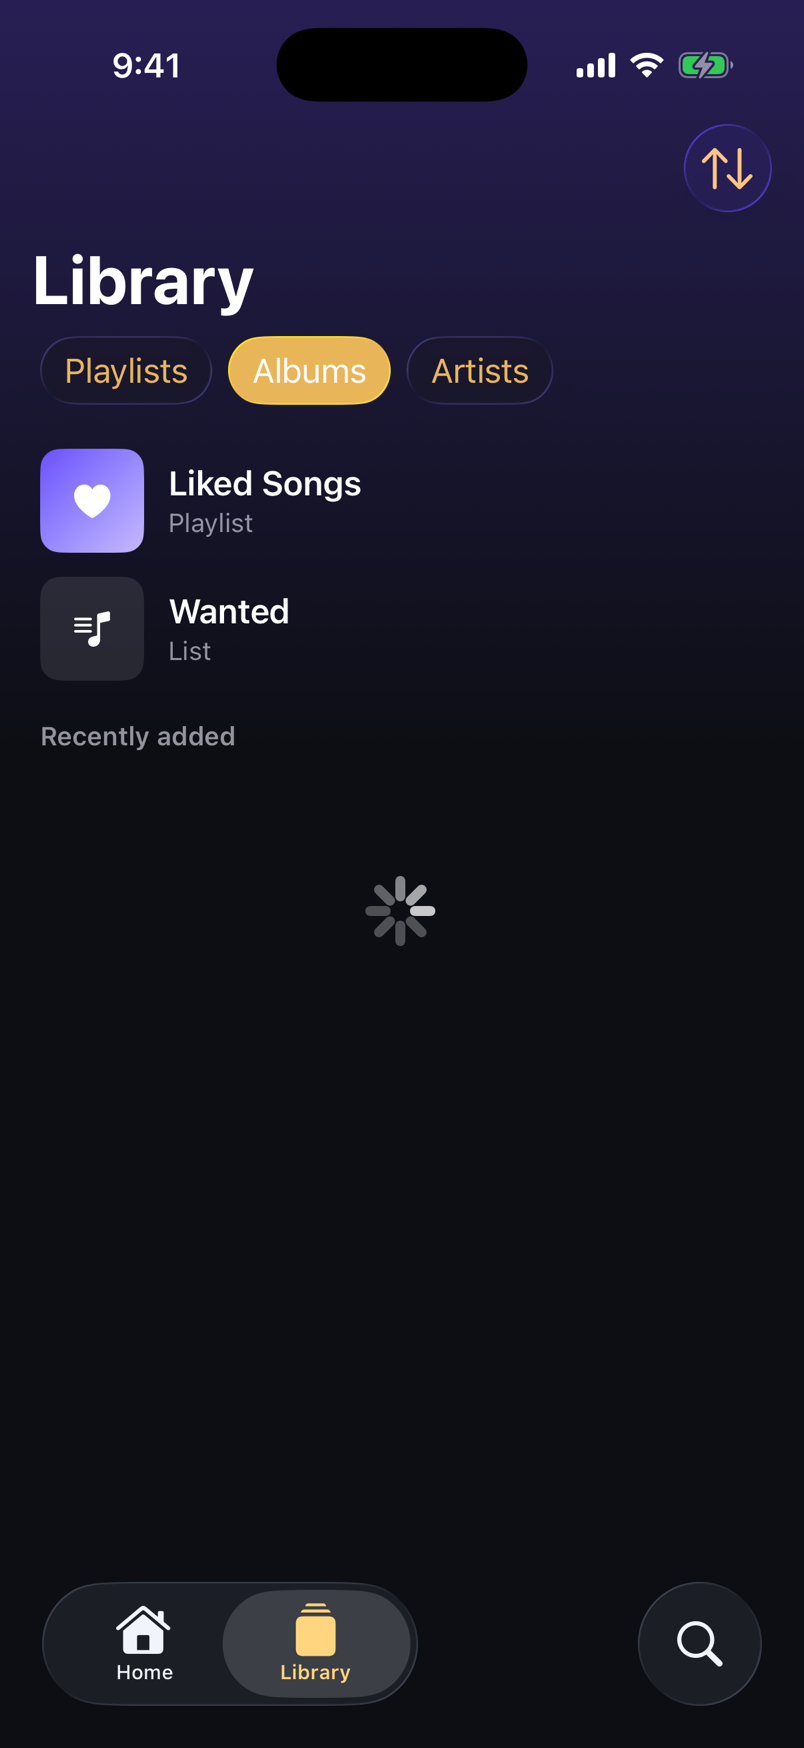 9:41
Library
Playlists
Albums
Artists
Liked Songs
Playlist
Wanted
List
Recently added
Home
Library